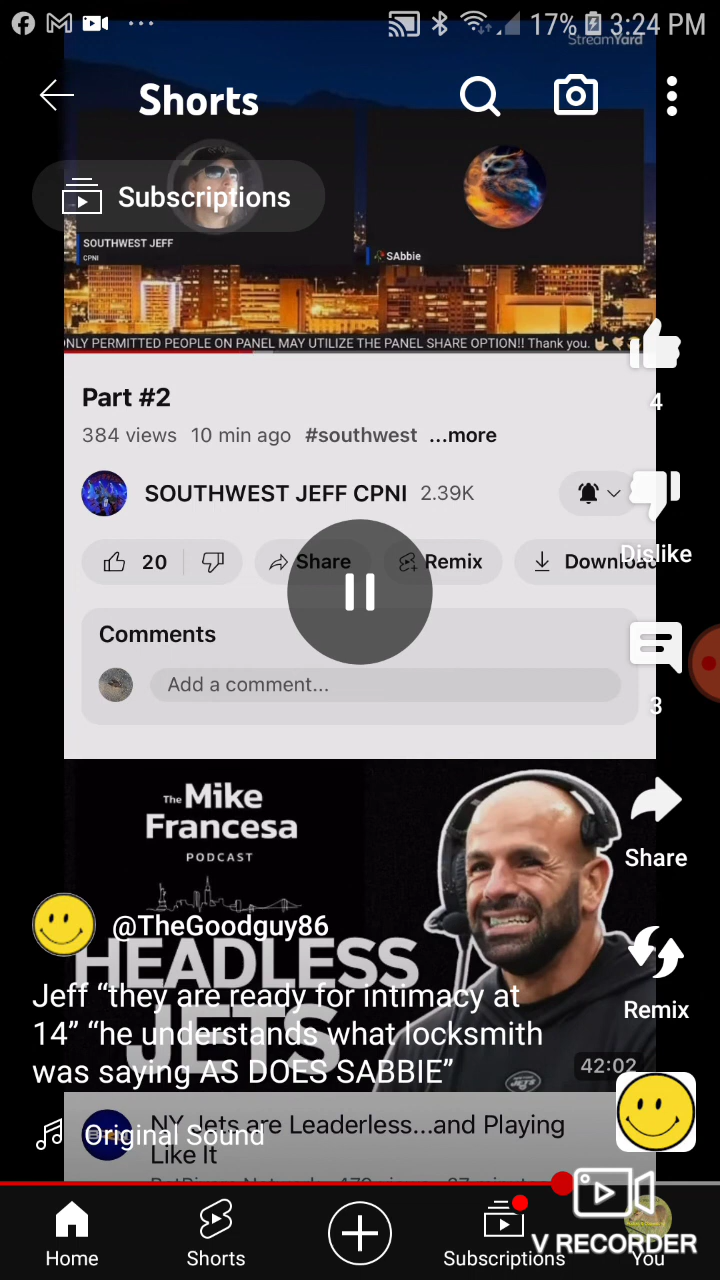 17% 3:24 PM
StreamYard
Shorts
Subscriptions
SOUTHWEST JEFF
CPNI
SAbbie
ONLY PERMITTED PEOPLE ON PANEL MAY UTILIZE THE PANEL SHARE OPTION!! Thank you.
4
Part #2
384 views 10 min ago #southwest ...more
SOUTHWEST JEFF CPNI 2.39K
Dislike
20 Share Remix Download
Comments
Add a comment...
3
The Mike
Francesa
PODCAST
Share
@TheGoodguy86
HEADLESS
JETS
Jeff “they are ready for intimacy at
14” “he understands what locksmith
was saying AS DOES SABBIE”
Remix
JETS
42:02
NY Jets are Leaderless...and Playing
Like It
Original Sound
Home
Shorts
Subscriptions
You
V RECORDER